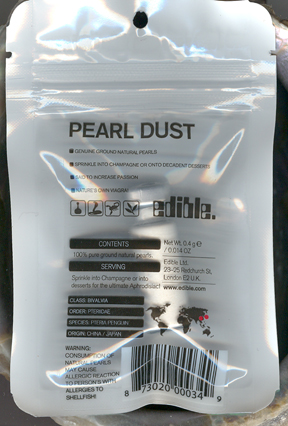 PEARL DUST
GENUINE GROUND NATURAL PEARLS
SPRINKLE INTO CHAMPAGNE OR ONTO DECADENT DESSERTS
SAID TO INCREASE PASSION
NATURE'S OWN VIAGRA!
edible.
CONTENTS
100% pure ground natural pearls.
SERVING
Sprinkle into Champagne or into
desserts for the ultimate Aphrodisiac!
Net Wt. 0.4g e
/ 0.014 OZ
Edible Ltd.
23-25 Redchurch St,
London E2
www.edible.com
CLASS: BIVALVIA
ORDER: PTERIIDAE
SPECIES: PTERIA PENGUIN
ORIGIN: CHINA / JAPAN
WARNING:
CONSUMPTION OF
NATURAL PEARLS
MAY CAUSE
ALLERGIC REACTION
TO PERSONS WITH
ALLERGIES TO
SHELLFISH!
8 73020 00034 9